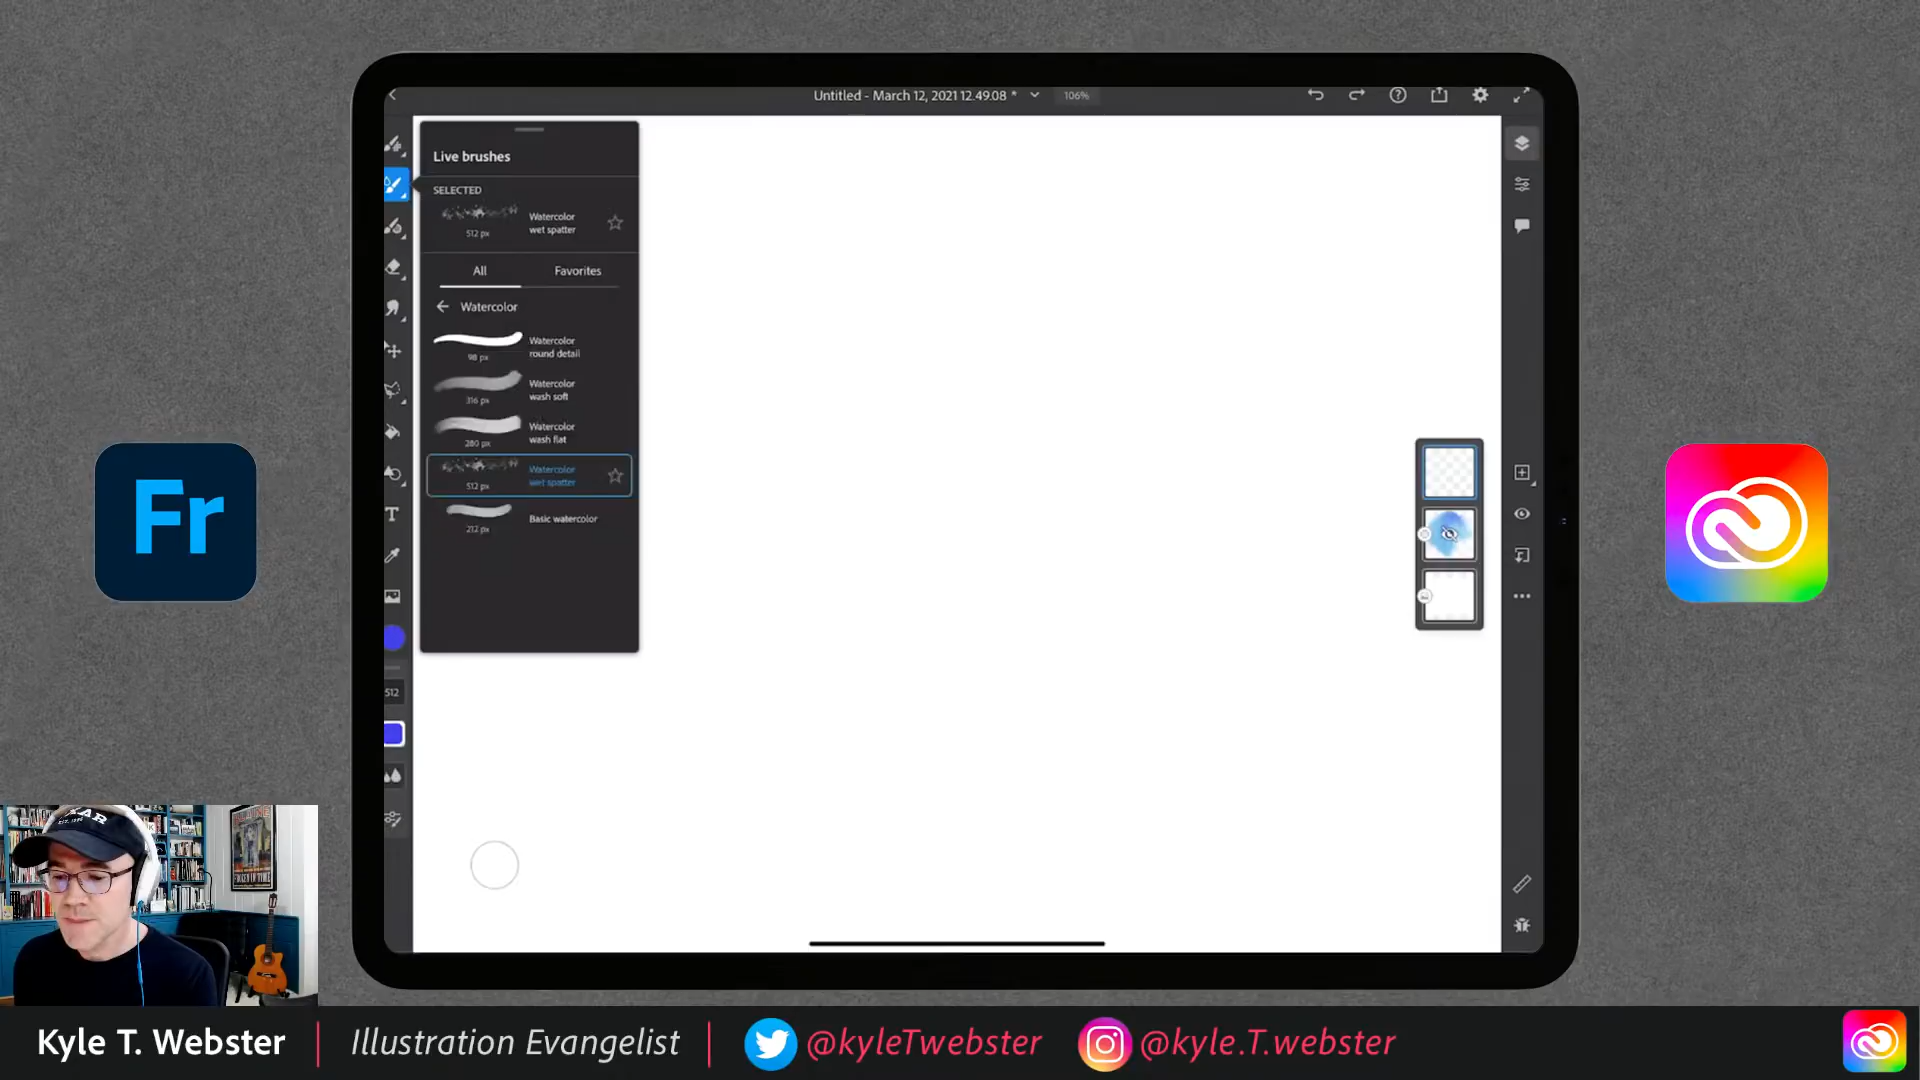 Untitled - March 12, 2021 12.49.08 *
106%
Live brushes
SELECTED
Watercolor
wet spatter
512 px
All
Favorites
Watercolor
Watercolor
round detail
98 px
Watercolor
wash soft
316 px
Watercolor
wash flat
280 px
Watercolor
wet spatter
512 px
Basic watercolor
212 px
T
512
Fr
Kyle T. Webster
Illustration Evangelist
@kyleTwebster
@kyle.T.webster